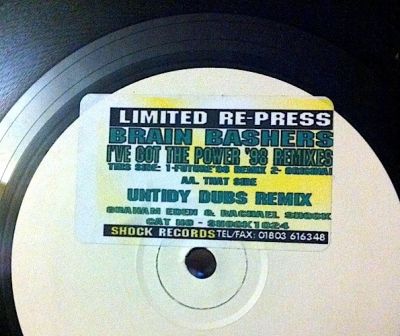 LIMITED RE-PRESS
BRAIN BASHERS
I'VE GOT THE POWER '98 REMIXES
THIS SIDE: 1-FUTURE '98 REMIX 2- ORIGINAL
AA. THAT SIDE
UNTIDY DUBS REMIX
GRAHAM EDEN & RACHAEL SHOCK
CAT NO - SHOCK1024
SHOCK RECORDS TEL/FAX: 01803 616348